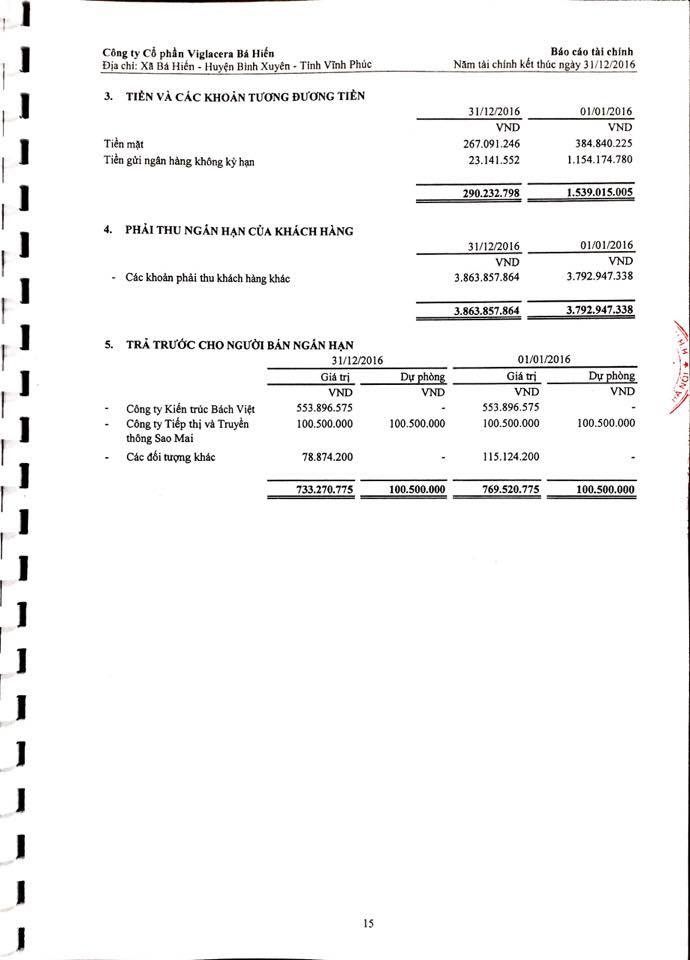 Công ty Cổ phần Viglacera Bá Hiến Báo cáo tài chính
Địa chỉ: Xã Bá Hiến - Huyện Bình Xuyên - Tỉnh Vĩnh Phúc Năm tài chính kết thúc ngày 31/12/2016
3. TIỀN VÀ CÁC KHOẢN TƯƠNG ĐƯƠNG TIỀN
31/12/2016 01/01/2016
VND VND
Tiền mặt 267.091.246 384.840.225
Tiền gửi ngân hàng không kỳ hạn 23.141.552 1.154.174.780
290.232.798 1.539.015.005
4. PHẢI THU NGẮN HẠN CỦA KHÁCH HÀNG
31/12/2016 01/01/2016
VND VND
- Các khoản phải thu khách hàng khác 3.863.857.864 3.792.947.338
3.863.857.864 3.792.947.338
5. TRẢ TRƯỚC CHO NGƯỜI BÁN NGẮN HẠN
31/12/2016 01/01/2016
Giá trị Dự phòng Giá trị Dự phòng
VND VND VND VND
- Công ty Kiến trúc Bách Việt 553.896.575 - 553.896.575 -
- Công ty Tiếp thị và Truyền 100.500.000 100.500.000 100.500.000 100.500.000
thông Sao Mai
- Các đối tượng khác 78.874.200 - 115.124.200 -
733.270.775 100.500.000 769.520.775 100.500.000
H.H ★
HÀ NỘI
15